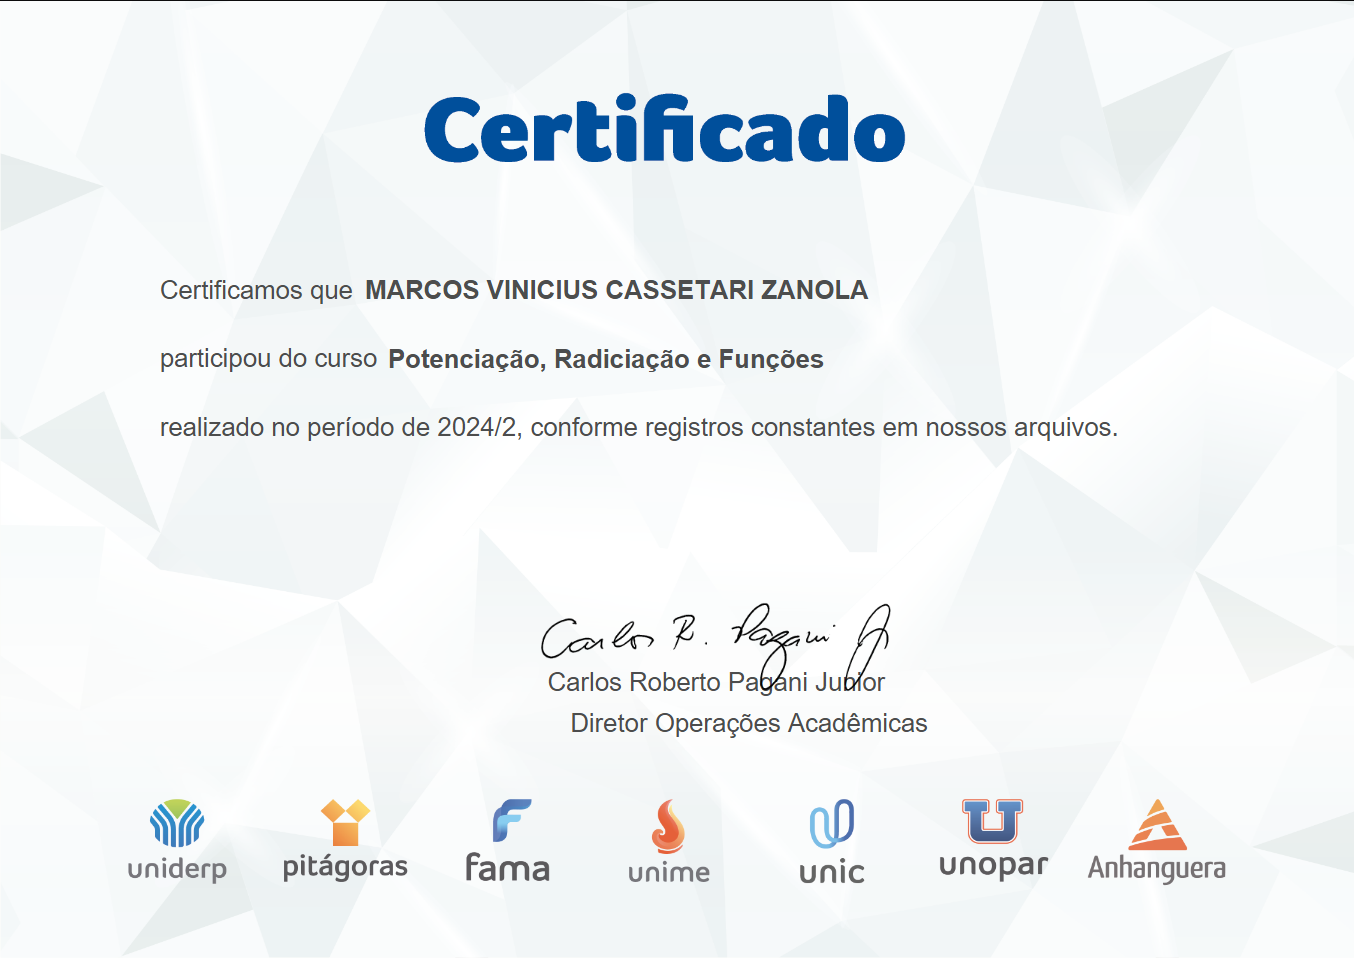 Certificado
Certificamos que MARCOS VINICIUS CASSETARI ZANOLA
participou do curso Potenciação, Radiciação e Funções
realizado no período de 2024/2, conforme registros constantes em nossos arquivos.
Carlos R. Pagani Jr
Carlos Roberto Pagani Junior
Diretor Operações Acadêmicas
uniderp pitágoras fama unime unic unopar Anhanguera